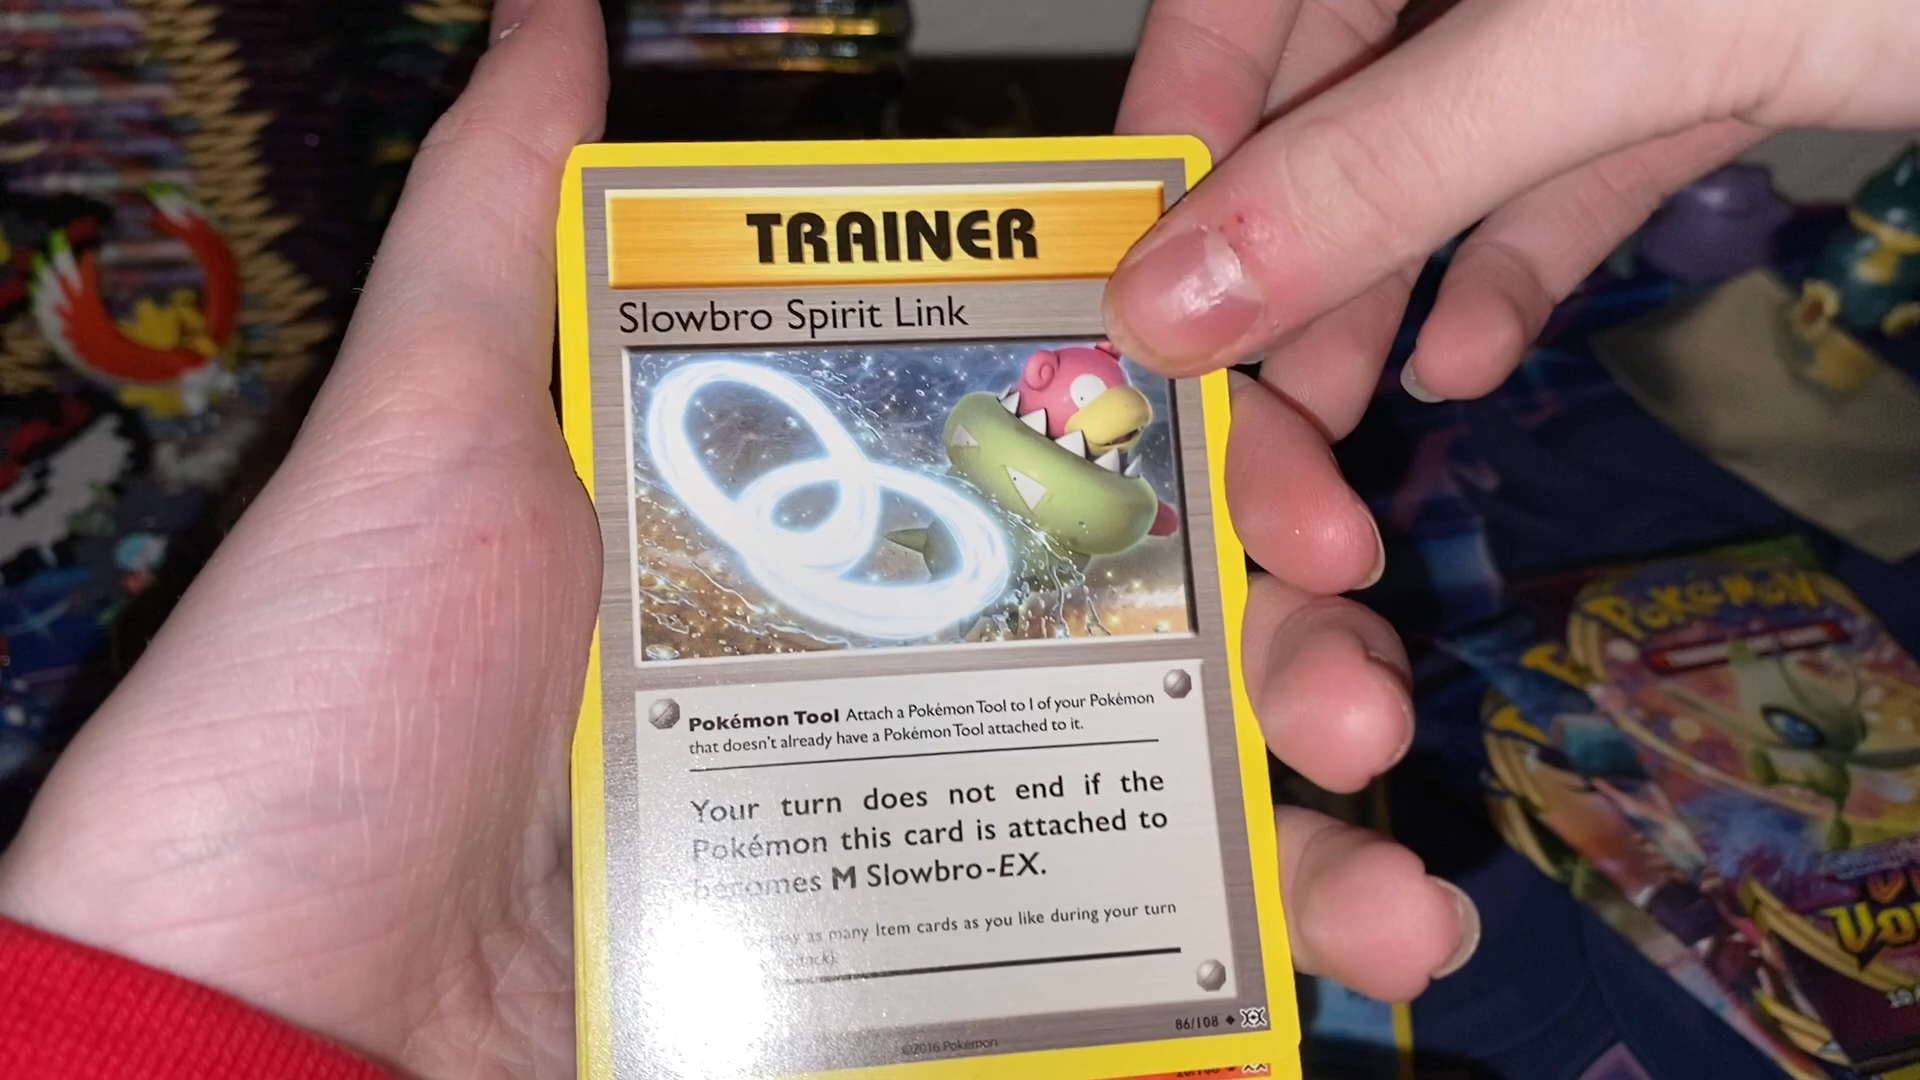 TRAINER
Slowbro Spirit Link
Pokémon Tool Attach a Pokémon Tool to 1 of your Pokémon
that doesn't already have a Pokémon Tool attached to it.
Your turn does not end if the
Pokémon this card is attached to
becomes M Slowbro-EX.
as many Item cards as you like during your turn
86/108
©2016 Pokémon
Pokémon